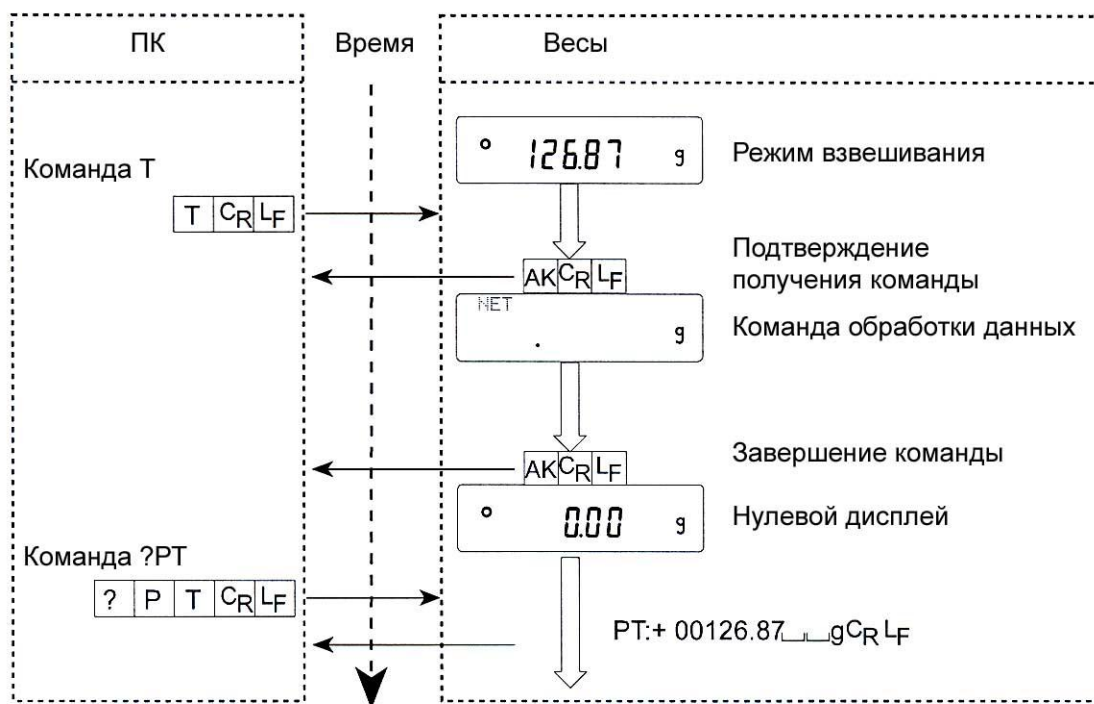 ПК
Время
Весы
126.87 g
Режим взвешивания
Команда Т
T CR LF
Подтверждение
получения команды
AK CR LF
NET
. g
Команда обработки данных
Завершение команды
AK CR LF
0.00 g
Нулевой дисплей
Команда ?PT
? P T CR LF
PT:+ 00126.87␣␣gCR LF